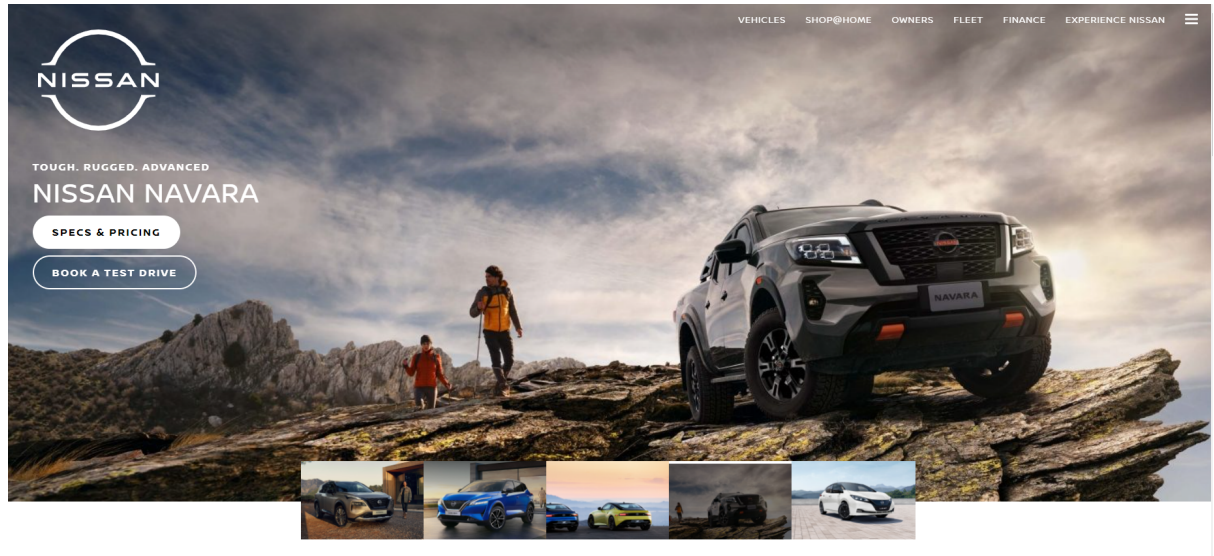 VEHICLES SHOP@HOME OWNERS FLEET FINANCE EXPERIENCE NISSAN
NISSAN
TOUGH. RUGGED. ADVANCED
NISSAN NAVARA
SPECS & PRICING
BOOK A TEST DRIVE
NISSAN
NAVARA